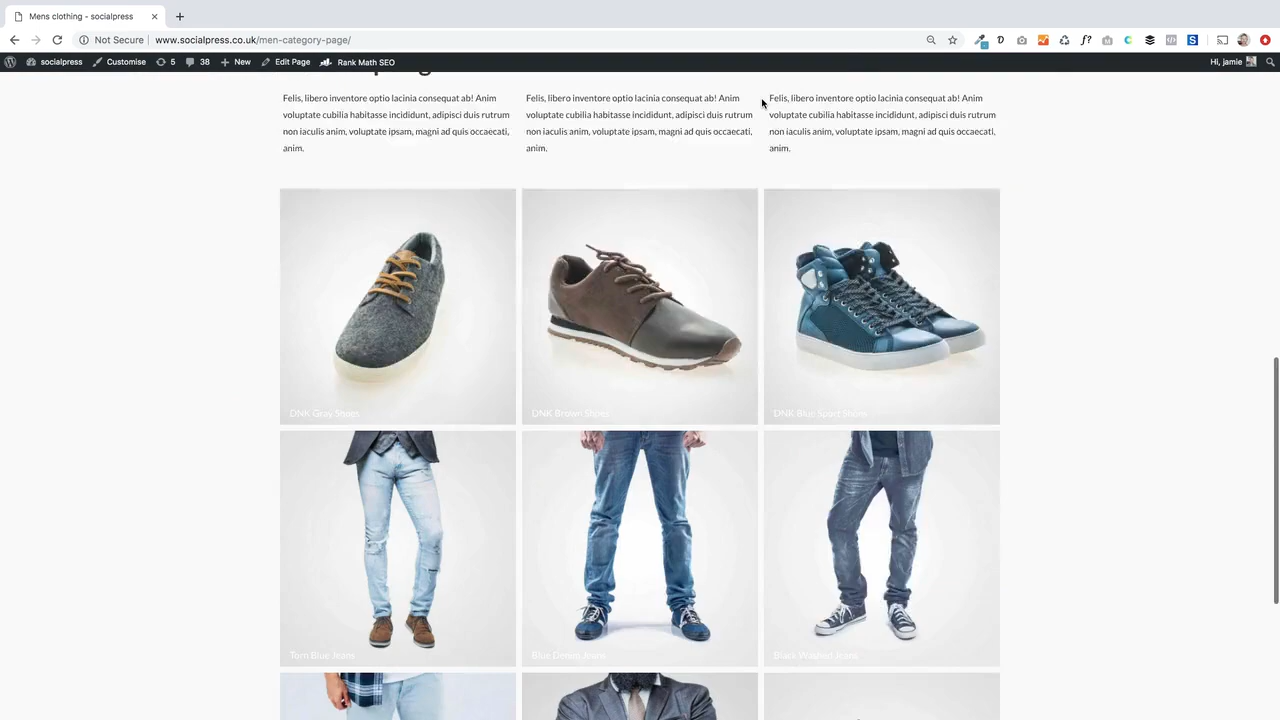 Mens clothing - socialpress
Not Secure www.socialpress.co.uk/men-category-page/
socialpress Customise 5 38 New Edit Page Rank Math SEO Hi, jamie
Felis, libero inventore optio lacinia consequat ab! Anim
voluptate cubilia habitasse incididunt, adipisci duis rutrum
non iaculis anim, voluptate ipsam, magni ad quis occaecati,
anim.
Felis, libero inventore optio lacinia consequat ab! Anim
voluptate cubilia habitasse incididunt, adipisci duis rutrum
non iaculis anim, voluptate ipsam, magni ad quis occaecati,
anim.
Felis, libero inventore optio lacinia consequat ab! Anim
voluptate cubilia habitasse incididunt, adipisci duis rutrum
non iaculis anim, voluptate ipsam, magni ad quis occaecati,
anim.
DNK Gray Shoes
DNK Brown Shoes
DNK Blue Sport Shoes
Torn Blue Jeans
Blue Denim Jeans
Black Washed Jeans